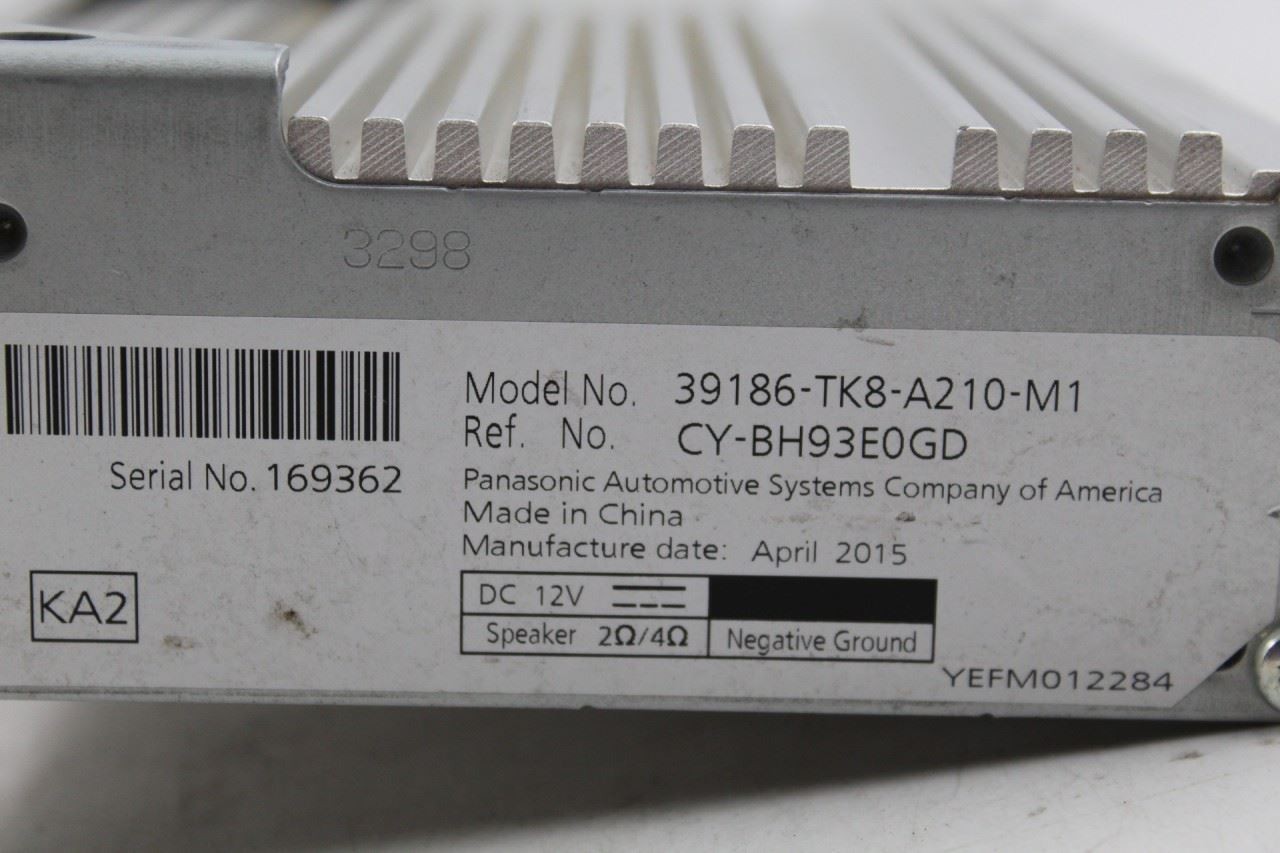 3298
Model No. 39186-TK8-A210-M1
Ref. No. CY-BH93E0GD
Serial No. 169362
Panasonic Automotive Systems Company of America
Made in China
Manufacture date: April 2015
KA2
DC 12V
Speaker 2Ω/4Ω
Negative Ground
YEFM012284